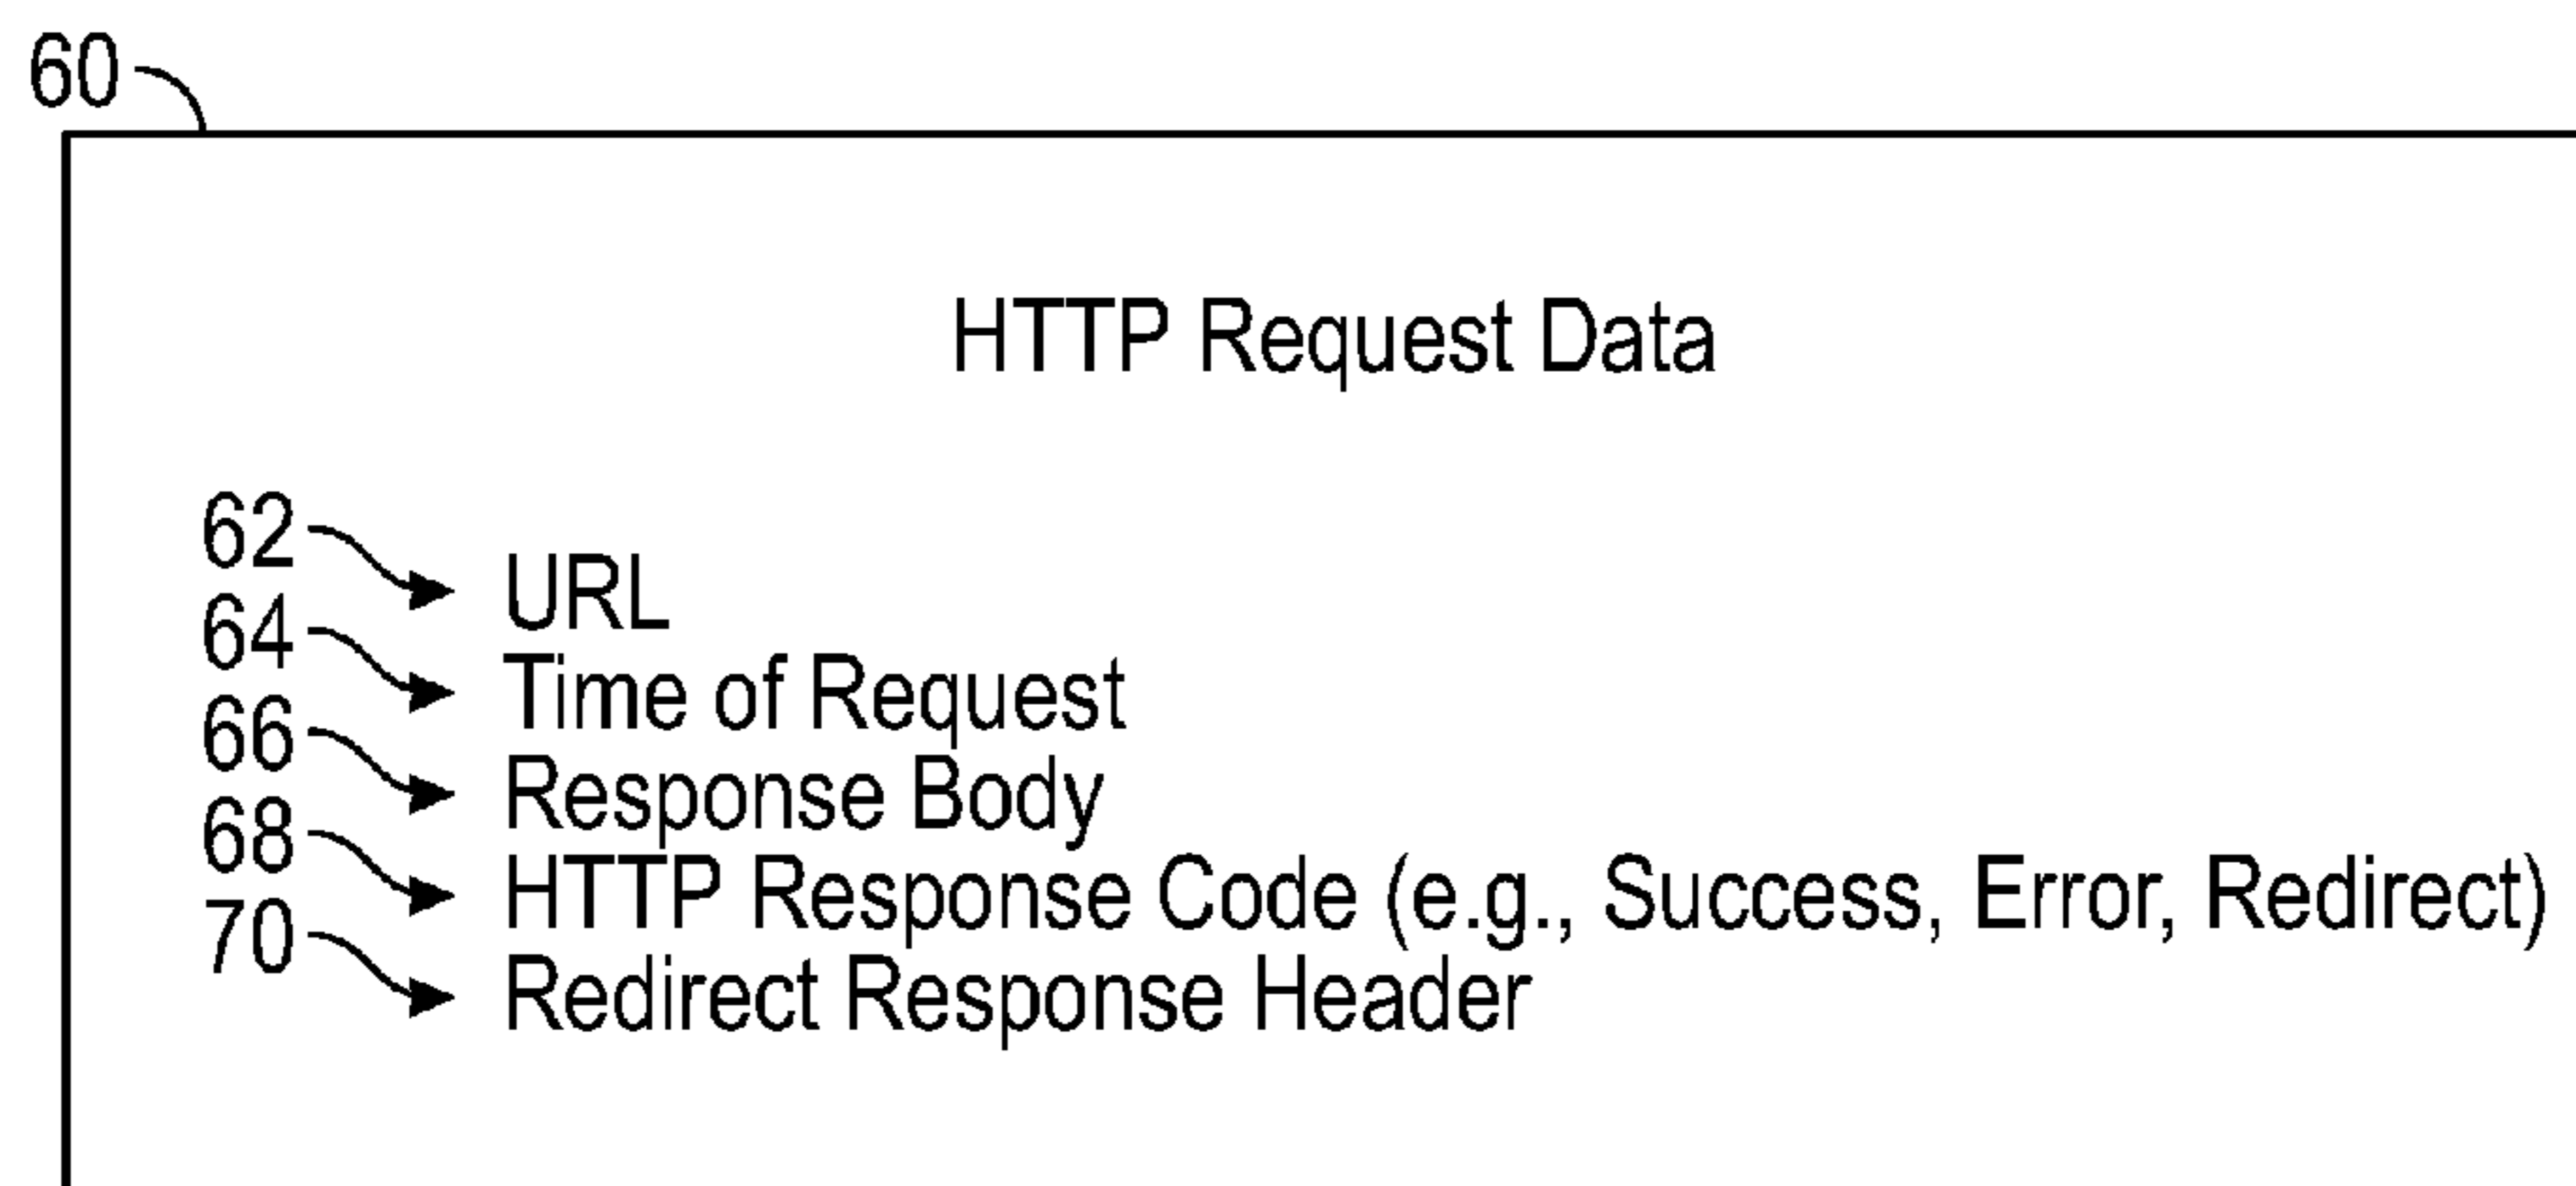 60
HTTP Request Data
62 URL
64 Time of Request
66 Response Body
68 HTTP Response Code (e.g., Success, Error, Redirect)
70 Redirect Response Header